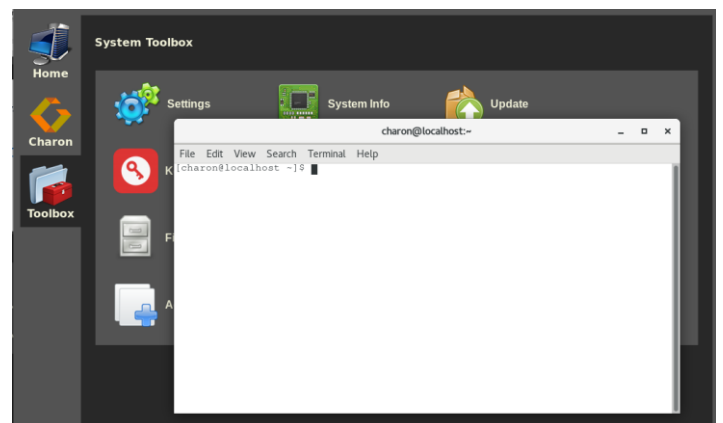 System Toolbox
Home
Settings
System Info
Update
charon@localhost:~
File Edit View Search Terminal Help
[charon@localhost ~]$
Charon
K
Toolbox
Fi
A